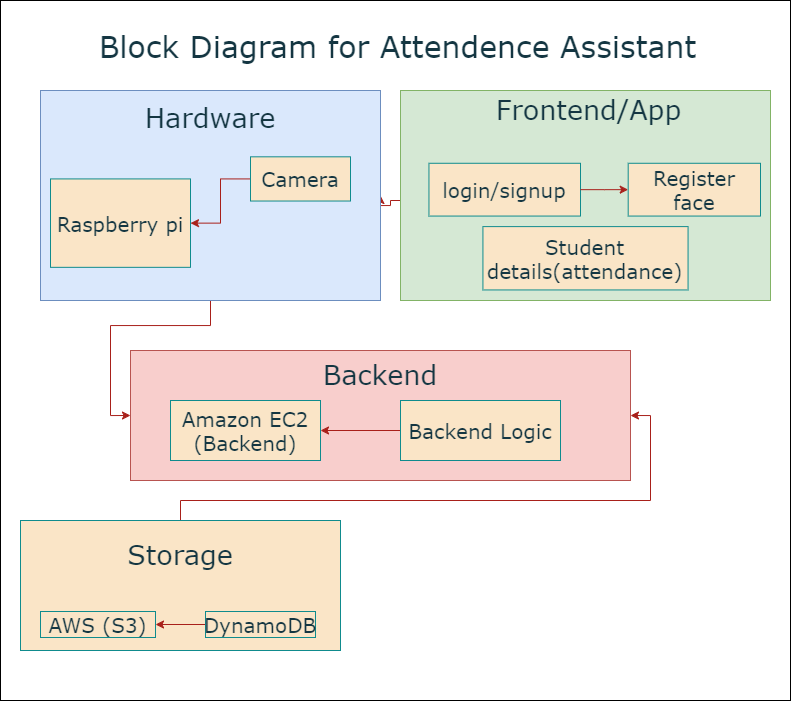 Block Diagram for Attendence Assistant
Hardware
Camera
Raspberry pi
Frontend/App
login/signup
Register
face
Student
details(attendance)
Backend
Amazon EC2
(Backend)
Backend Logic
Storage
AWS (S3)
DynamoDB